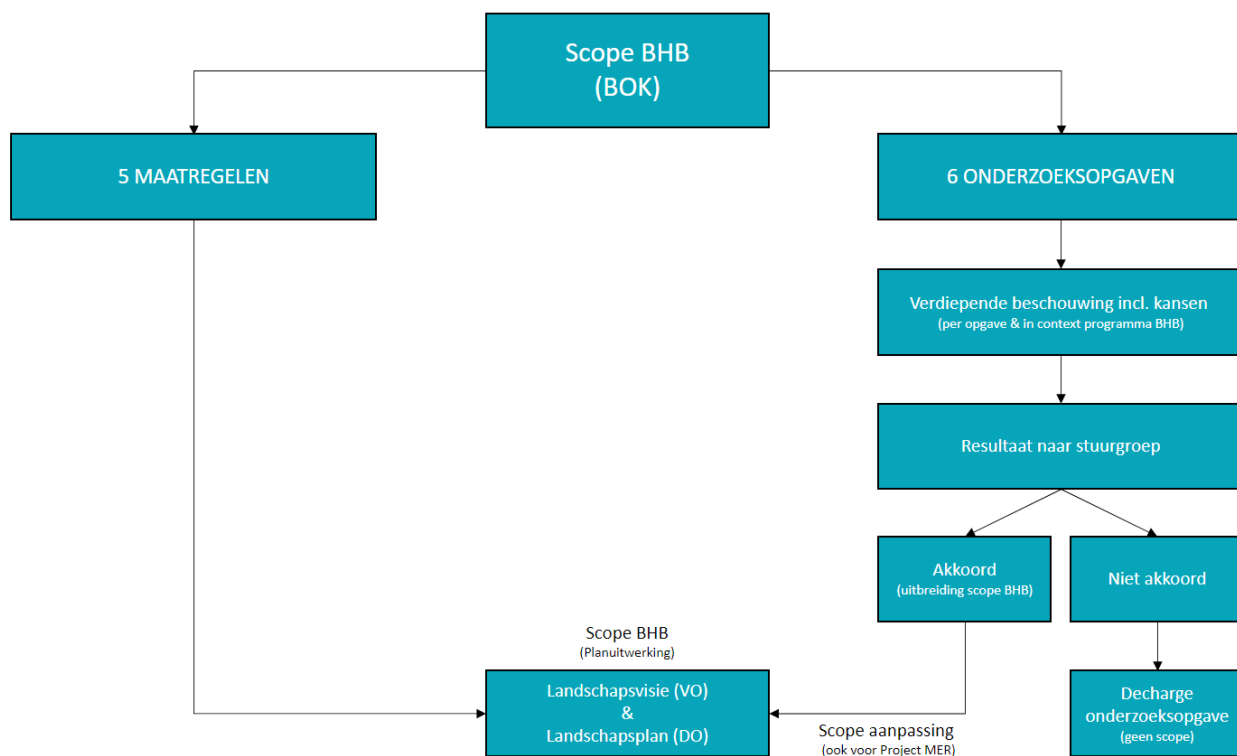 Scope BHB
(BOK)
5 MAATREGELEN
6 ONDERZOEKSOPGAVEN
Verdiepende beschouwing incl. kansen
(per opgave & in context programma BHB)
Resultaat naar stuurgroep
Akkoord
(uitbreiding scope BHB)
Niet akkoord
Scope BHB
(Planuitwerking)
Landschapsvisie (VO)
&
Landschapsplan (DO)
Scope aanpassing
(ook voor Project MER)
Decharge
onderzoeksopgave
(geen scope)